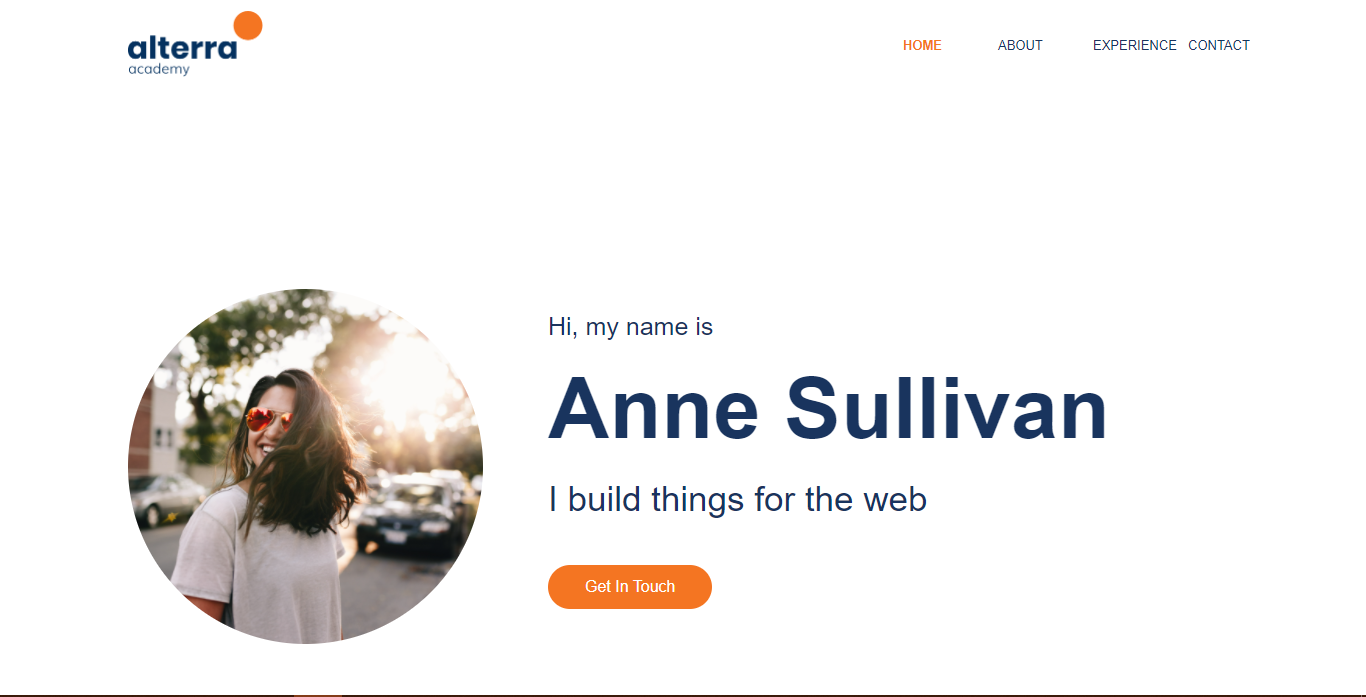 alterra
academy
HOME ABOUT EXPERIENCE CONTACT
Hi, my name is
Anne Sullivan
I build things for the web
Get In Touch